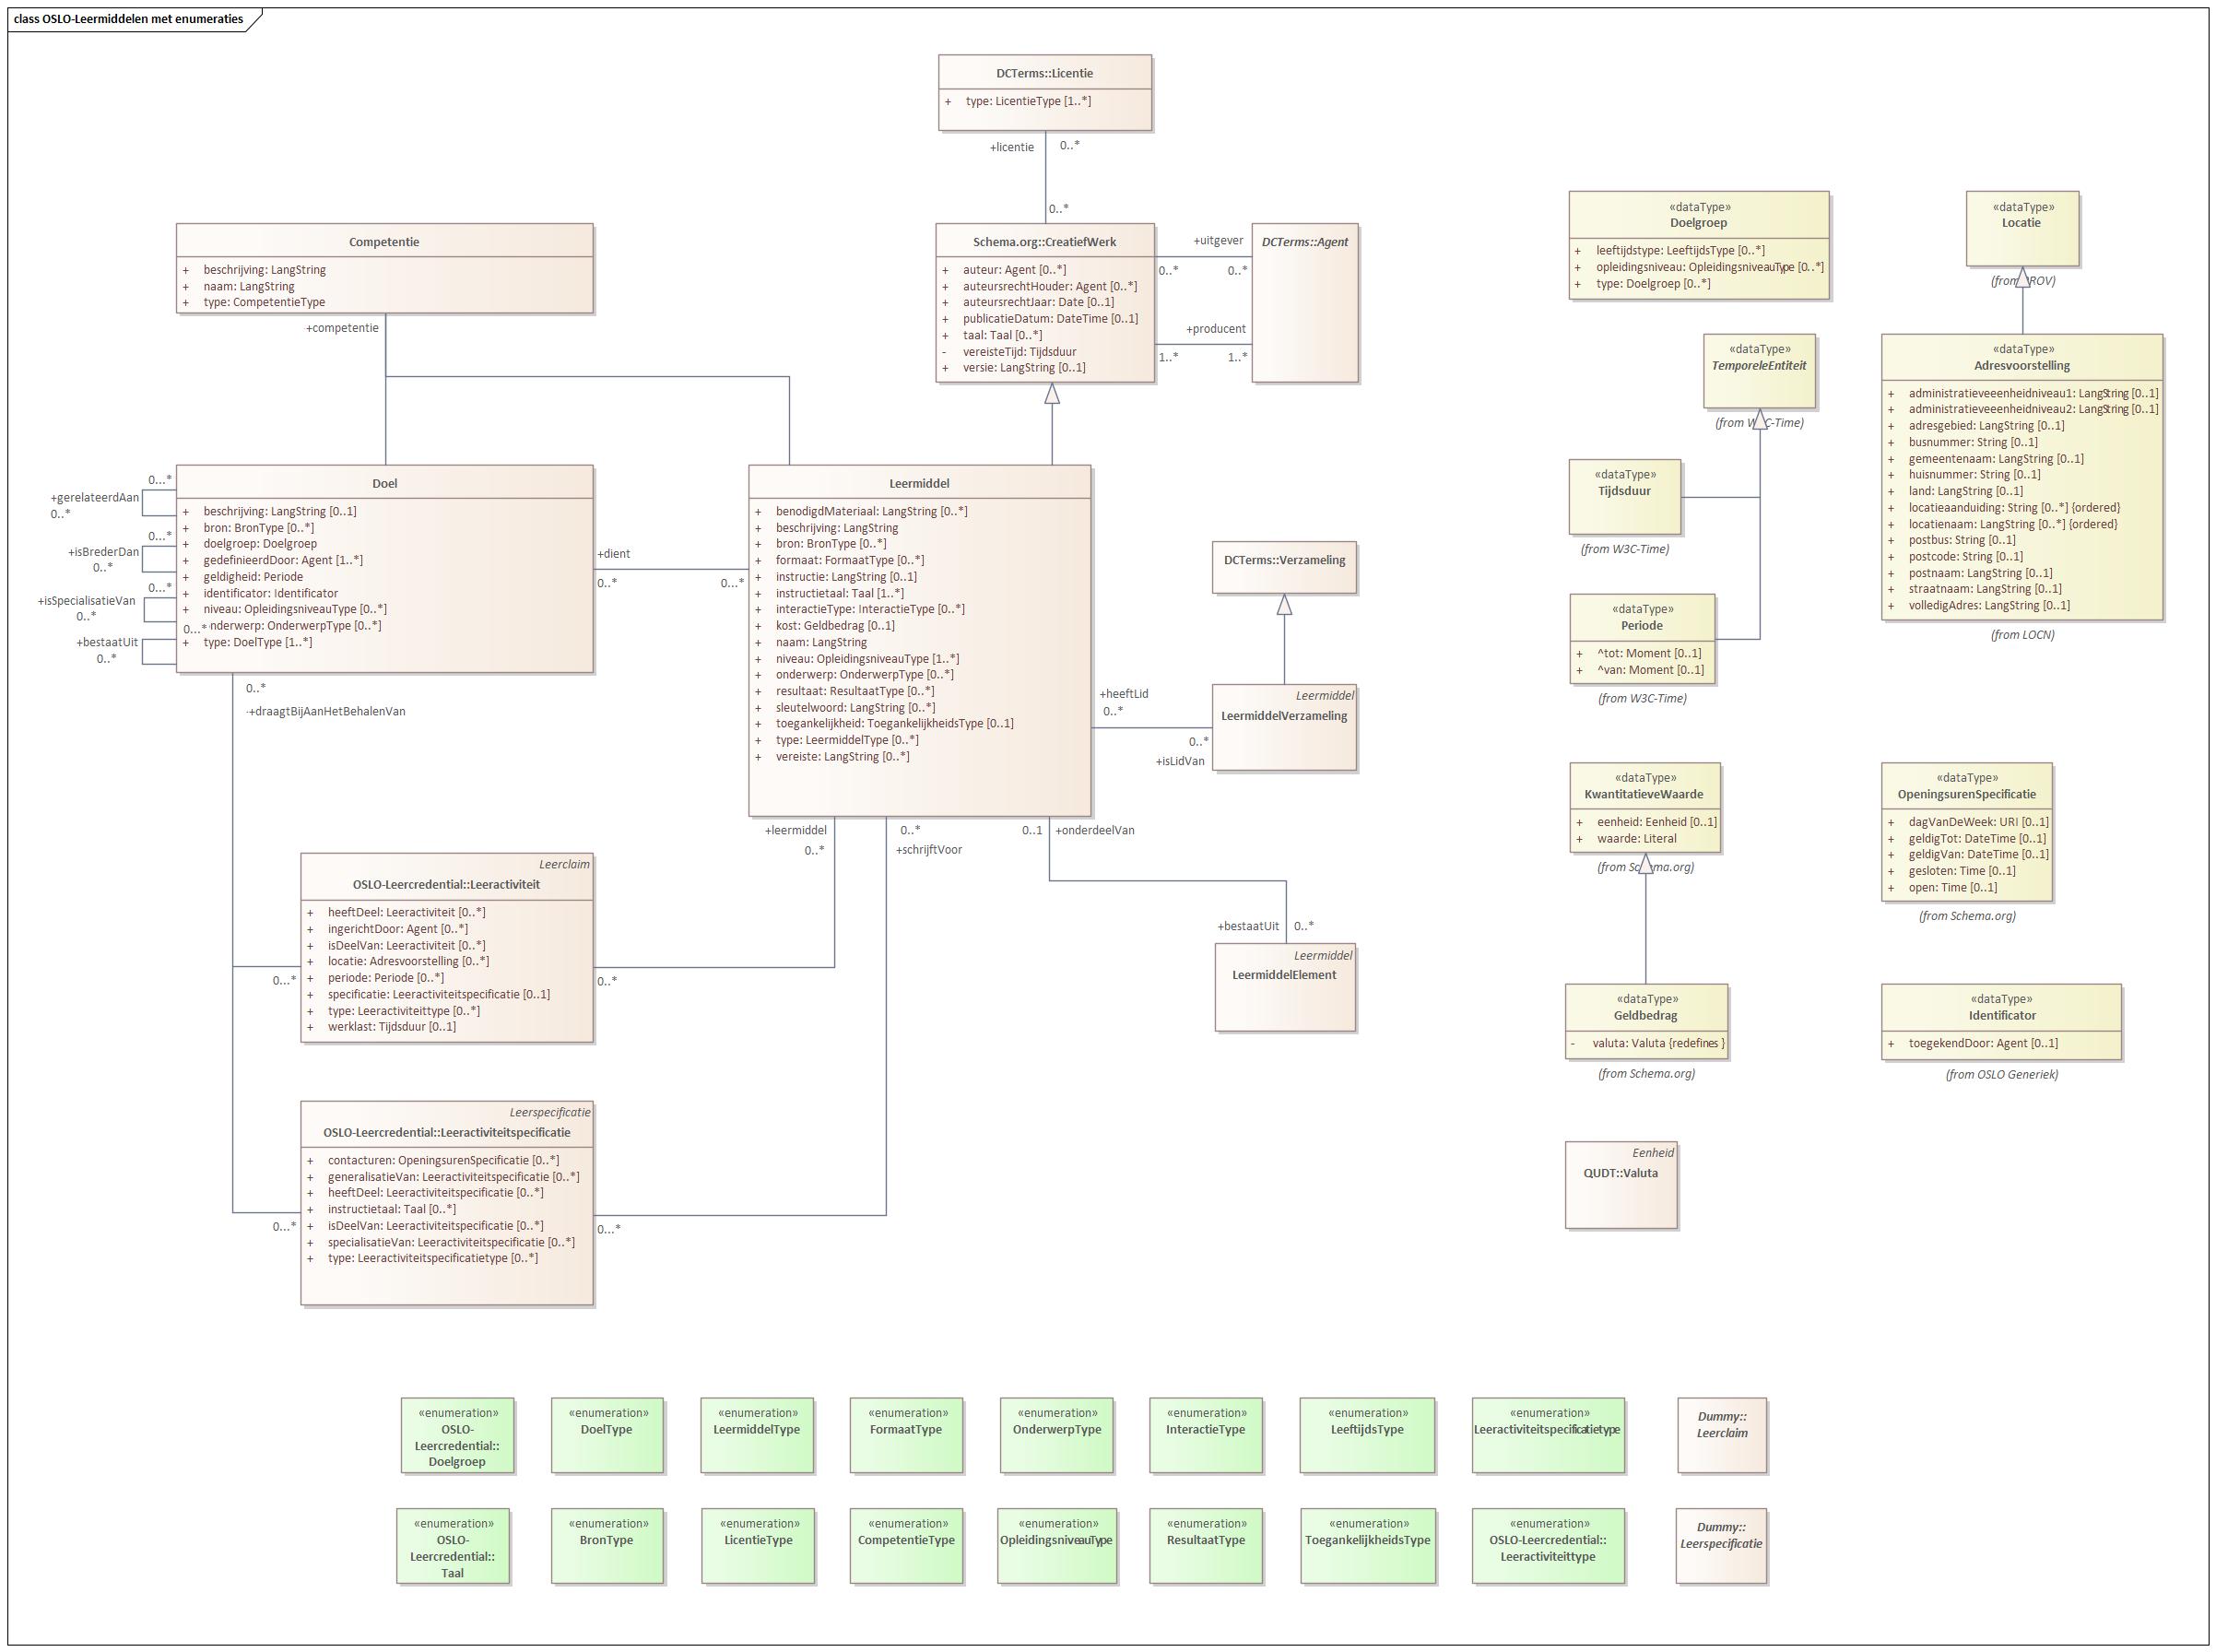 class OSLO-Leermiddelen met enumeraties
DCTerms::Licentie
+ type: LicentieType [1..*]
+licentie 0..*
0..*
Competentie
+ beschrijving: LangString
+ naam: LangString
+ type: CompetentieType
+competentie
Schema.org::CreatiefWerk
+ auteur: Agent [0..*]
+ auteursrechtHouder: Agent [0..*]
+ auteursrechtJaar: Date [0..1]
+ publicatieDatum: DateTime [0..1]
+ taal: Taal [0..*]
- vereisteTijd: Tijdsduur
+ versie: LangString [0..1]
+uitgever
0..* 0..*
+producent
1..* 1..*
DCTerms::Agent
Doel
+ beschrijving: LangString [0..1]
+ bron: BronType [0..*]
+ doelgroep: Doelgroep
+ gedefinieerdDoor: Agent [1..*]
+ geldigheid: Periode
+ identificator: Identificator
+ niveau: OpleidingsniveauType [0..*]
nderwerp: OnderwerpType [0..*]
+ type: DoelType [1..*]
0...*
+gerelateerdAan
0..*
0...*
+isBrederDan
0..*
0...*
+isSpecialisatieVan
0..*
0...*
+bestaatUit
0..*
+dient
0..* 0...*
0..*
+draagtBijAanHetBehalenVan
Leermiddel
+ benodigdMateriaal: LangString [0..*]
+ beschrijving: LangString
+ bron: BronType [0..*]
+ formaat: FormaatType [0..*]
+ instructie: LangString [0..1]
+ instructietaal: Taal [1..*]
+ interactieType: InteractieType [0..*]
+ kost: Geldbedrag [0..1]
+ naam: LangString
+ niveau: OpleidingsniveauType [1..*]
+ onderwerp: OnderwerpType [0..*]
+ resultaat: ResultaatType [0..*]
+ sleutelwoord: LangString [0..*]
+ toegankelijkheid: ToegankelijkheidsType [0..1]
+ type: LeermiddelType [0..*]
+ vereiste: LangString [0..*]
DCTerms::Verzameling
+heeftLid
0..*
0..*
+isLidVan
Leermiddel
LeermiddelVerzameling
+leermiddel
0..*
0..*
+schrijftVoor
0..1 +onderdeelVan
+bestaatUit 0..*
Leermiddel
LeermiddelElement
Leerclaim
OSLO-Leercredential::Leeractiviteit
+ heeftDeel: Leeractiviteit [0..*]
+ ingerichtDoor: Agent [0..*]
+ isDeelVan: Leeractiviteit [0..*]
+ locatie: Adresvoorstelling [0..*]
+ periode: Periode [0..*]
+ specificatie: Leeractiviteitspecificatie [0..1]
+ type: Leeractiviteittype [0..*]
+ werklast: Tijdsduur [0..1]
0...* 0..*
Leerspecificatie
OSLO-Leercredential::Leeractiviteitspecificatie
+ contacturen: OpeningsurenSpecificatie [0..*]
+ generalisatieVan: Leeractiviteitspecificatie [0..*]
+ heeftDeel: Leeractiviteitspecificatie [0..*]
+ instructietaal: Taal [0..*]
+ isDeelVan: Leeractiviteitspecificatie [0..*]
+ specialisatieVan: Leeractiviteitspecificatie [0..*]
+ type: Leeractiviteitspecificatietype [0..*]
0...* 0...*
«dataType»
Doelgroep
+ leeftijdstype: LeeftijdsType [0..*]
+ opleidingsniveau: OpleidingsniveauType [0..*]
+ type: Doelgroep [0..*]
«dataType»
Locatie
(from ROV)
«dataType»
TemporeleEntiteit
(from W C-Time)
«dataType»
Tijdsduur
(from W3C-Time)
«dataType»
Periode
+ ^tot: Moment [0..1]
+ ^van: Moment [0..1]
(from W3C-Time)
«dataType»
Adresvoorstelling
+ administratieveeenheidniveau1: LangString [0..1]
+ administratieveeenheidniveau2: LangString [0..1]
+ adresgebied: LangString [0..1]
+ busnummer: String [0..1]
+ gemeentenaam: LangString [0..1]
+ huisnummer: String [0..1]
+ land: LangString [0..1]
+ locatieaanduiding: String [0..*] {ordered}
+ locatienaam: LangString [0..*] {ordered}
+ postbus: String [0..1]
+ postcode: String [0..1]
+ postnaam: LangString [0..1]
+ straatnaam: LangString [0..1]
+ volledigAdres: LangString [0..1]
(from LOCN)
«dataType»
KwantitatieveWaarde
+ eenheid: Eenheid [0..1]
+ waarde: Literal
(from Sc ma.org)
«dataType»
OpeningsurenSpecificatie
+ dagVanDeWeek: URI [0..1]
+ geldigTot: DateTime [0..1]
+ geldigVan: DateTime [0..1]
+ gesloten: Time [0..1]
+ open: Time [0..1]
(from Schema.org)
«dataType»
Geldbedrag
- valuta: Valuta {redefines }
(from Schema.org)
«dataType»
Identificator
+ toegekendDoor: Agent [0..1]
(from OSLO Generiek)
Eenheid
QUDT::Valuta
«enumeration»
OSLO-
Leercredential::
Doelgroep
«enumeration»
DoelType
«enumeration»
LeermiddelType
«enumeration»
FormaatType
«enumeration»
OnderwerpType
«enumeration»
InteractieType
«enumeration»
LeeftijdsType
«enumeration»
Leeractiviteitspecificatietype
Dummy::
Leerclaim
«enumeration»
OSLO-
Leercredential::
Taal
«enumeration»
BronType
«enumeration»
LicentieType
«enumeration»
CompetentieType
«enumeration»
OpleidingsniveauType
«enumeration»
ResultaatType
«enumeration»
ToegankelijkheidsType
«enumeration»
OSLO-Leercredential::
Leeractiviteittype
Dummy::
Leerspecificatie